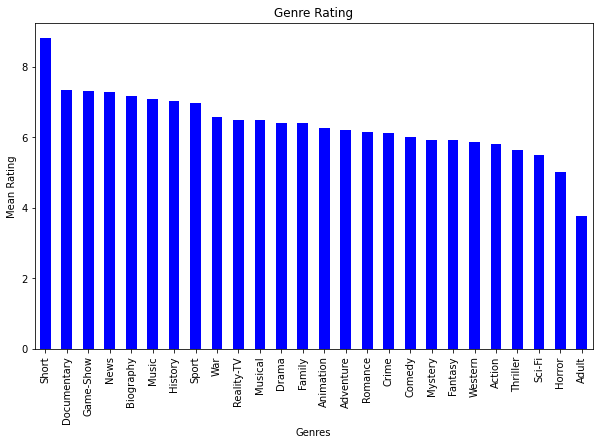 Genre Rating
Mean Rating
8
6
4
2
0
Short
Documentary
Game-Show
News
Biography
Music
History
Sport
War
Reality-TV
Musical
Drama
Family
Animation
Adventure
Romance
Crime
Comedy
Mystery
Fantasy
Western
Action
Thriller
Sci-Fi
Horror
Adult
Genres